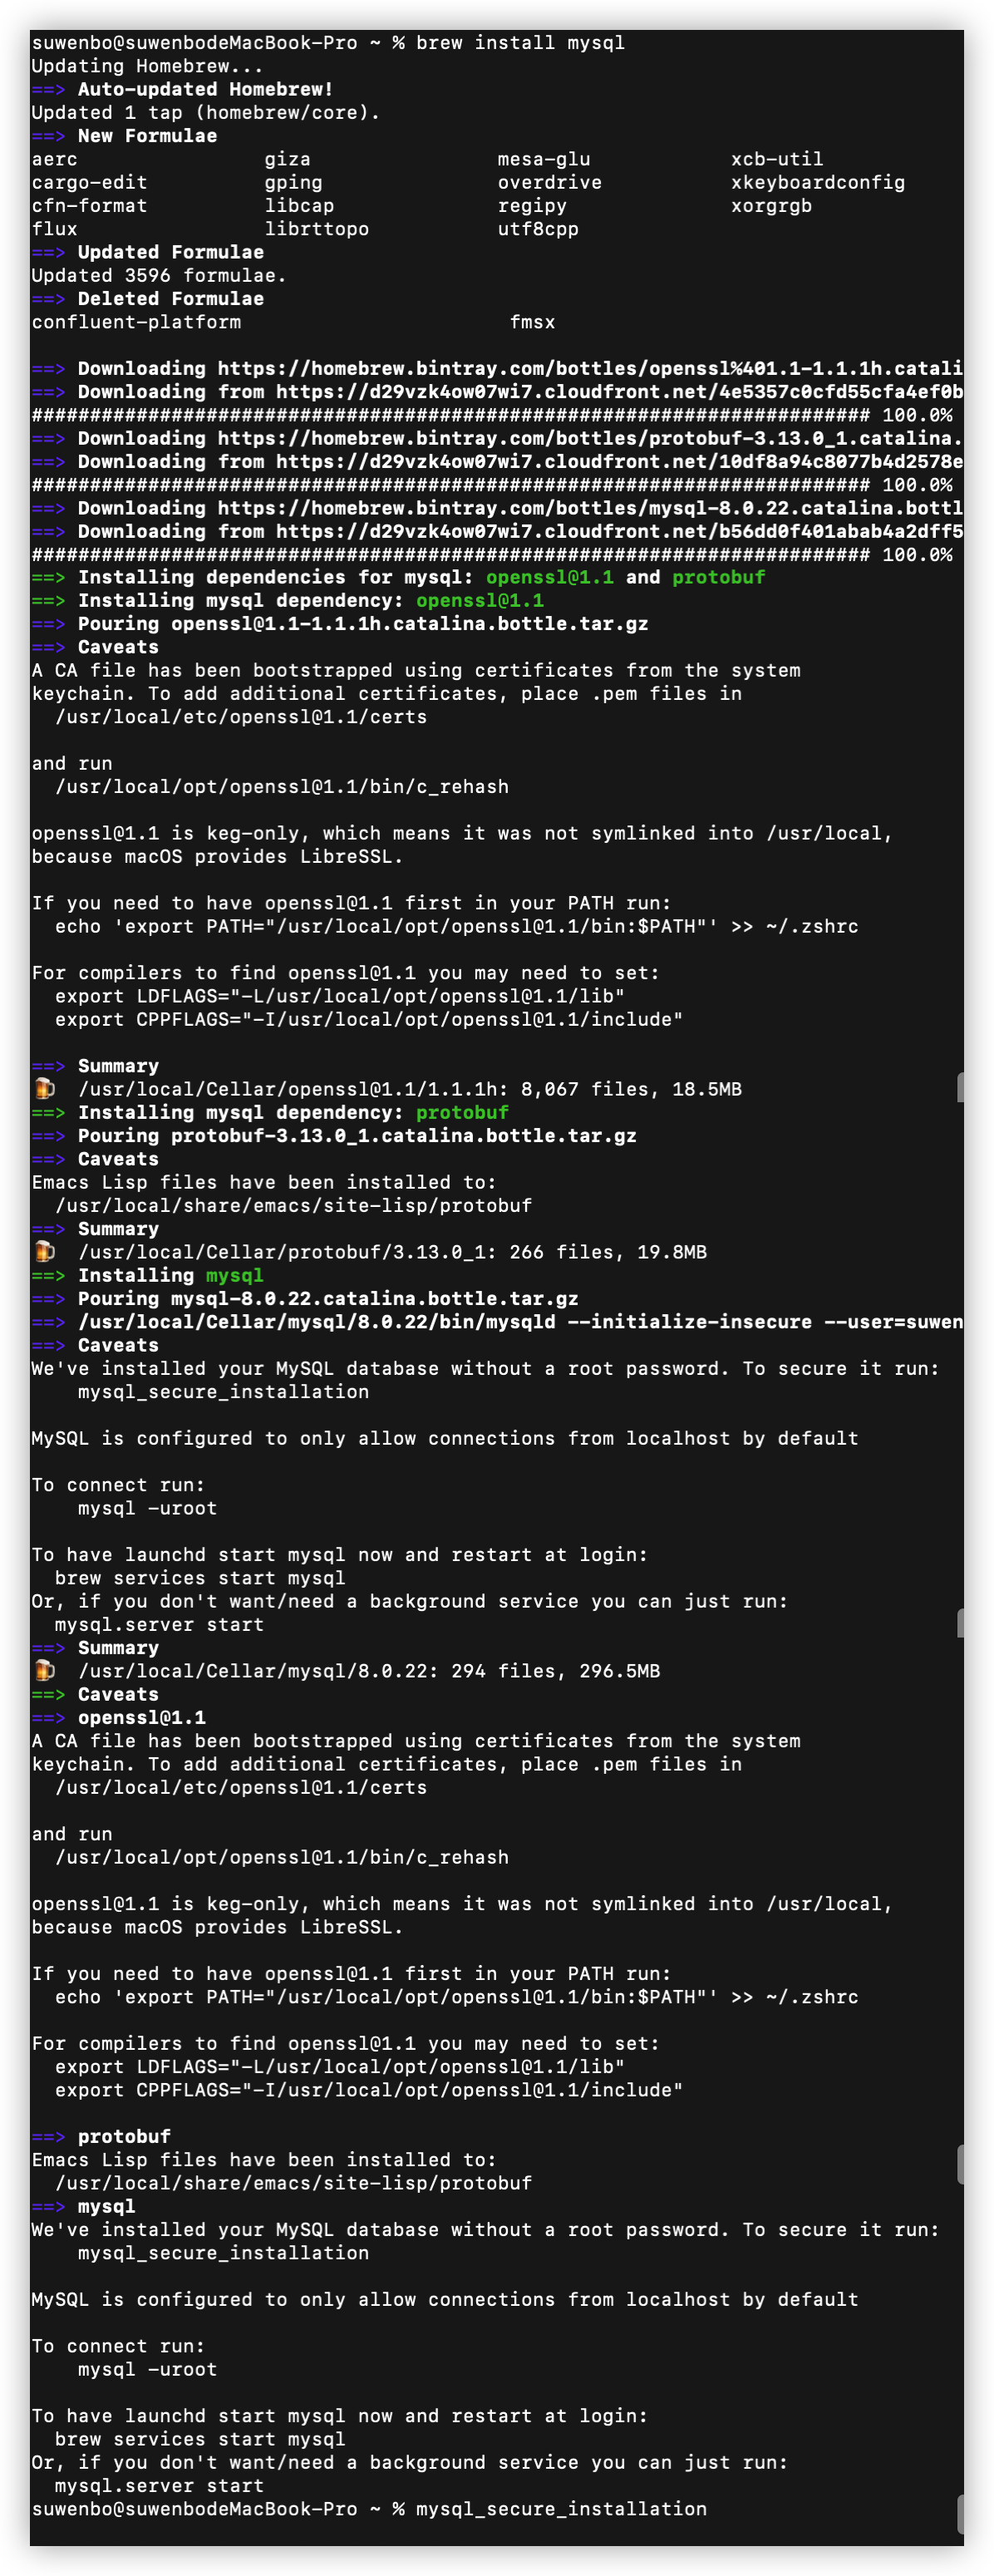 suwenbo@suwenbodeMacBook-Pro ~ % brew install mysql
Updating Homebrew...
==> Auto-updated Homebrew!
Updated 1 tap (homebrew/core).
==> New Formulae
aerc                giza                mesa-glu            xcb-util
cargo-edit          gping               overdrive           xkeyboardconfig
cfn-format          libcap              regipy              xorgrgb
flux                librttopo           utf8cpp
==> Updated Formulae
Updated 3596 formulae.
==> Deleted Formulae
confluent-platform                       fmsx
==> Downloading https://homebrew.bintray.com/bottles/openssl%401.1-1.1.1h.catali
==> Downloading from https://d29vzk4ow07wi7.cloudfront.net/4e5357c0cfd55cfa4ef0b
######################################################################## 100.0%
==> Downloading https://homebrew.bintray.com/bottles/protobuf-3.13.0_1.catalina.
==> Downloading from https://d29vzk4ow07wi7.cloudfront.net/10df8a94c8077b4d2578e
######################################################################## 100.0%
==> Downloading https://homebrew.bintray.com/bottles/mysql-8.0.22.catalina.bottl
==> Downloading from https://d29vzk4ow07wi7.cloudfront.net/b56dd0f401abab4a2dff5
######################################################################## 100.0%
==> Installing dependencies for mysql: openssl@1.1 and protobuf
==> Installing mysql dependency: openssl@1.1
==> Pouring openssl@1.1-1.1.1h.catalina.bottle.tar.gz
==> Caveats
A CA file has been bootstrapped using certificates from the system
keychain. To add additional certificates, place .pem files in
  /usr/local/etc/openssl@1.1/certs
and run
  /usr/local/opt/openssl@1.1/bin/c_rehash
openssl@1.1 is keg-only, which means it was not symlinked into /usr/local,
because macOS provides LibreSSL.
If you need to have openssl@1.1 first in your PATH run:
  echo 'export PATH="/usr/local/opt/openssl@1.1/bin:$PATH"' >> ~/.zshrc
For compilers to find openssl@1.1 you may need to set:
  export LDFLAGS="-L/usr/local/opt/openssl@1.1/lib"
  export CPPFLAGS="-I/usr/local/opt/openssl@1.1/include"
==> Summary
🍺  /usr/local/Cellar/openssl@1.1/1.1.1h: 8,067 files, 18.5MB
==> Installing mysql dependency: protobuf
==> Pouring protobuf-3.13.0_1.catalina.bottle.tar.gz
==> Caveats
Emacs Lisp files have been installed to:
  /usr/local/share/emacs/site-lisp/protobuf
==> Summary
🍺  /usr/local/Cellar/protobuf/3.13.0_1: 266 files, 19.8MB
==> Installing mysql
==> Pouring mysql-8.0.22.catalina.bottle.tar.gz
==> /usr/local/Cellar/mysql/8.0.22/bin/mysqld --initialize-insecure --user=suwen
==> Caveats
We've installed your MySQL database without a root password. To secure it run:
    mysql_secure_installation
MySQL is configured to only allow connections from localhost by default
To connect run:
    mysql -uroot
To have launchd start mysql now and restart at login:
  brew services start mysql
Or, if you don't want/need a background service you can just run:
  mysql.server start
==> Summary
🍺  /usr/local/Cellar/mysql/8.0.22: 294 files, 296.5MB
==> Caveats
==> openssl@1.1
A CA file has been bootstrapped using certificates from the system
keychain. To add additional certificates, place .pem files in
  /usr/local/etc/openssl@1.1/certs
and run
  /usr/local/opt/openssl@1.1/bin/c_rehash
openssl@1.1 is keg-only, which means it was not symlinked into /usr/local,
because macOS provides LibreSSL.
If you need to have openssl@1.1 first in your PATH run:
  echo 'export PATH="/usr/local/opt/openssl@1.1/bin:$PATH"' >> ~/.zshrc
For compilers to find openssl@1.1 you may need to set:
  export LDFLAGS="-L/usr/local/opt/openssl@1.1/lib"
  export CPPFLAGS="-I/usr/local/opt/openssl@1.1/include"
==> protobuf
Emacs Lisp files have been installed to:
  /usr/local/share/emacs/site-lisp/protobuf
==> mysql
We've installed your MySQL database without a root password. To secure it run:
    mysql_secure_installation
MySQL is configured to only allow connections from localhost by default
To connect run:
    mysql -uroot
To have launchd start mysql now and restart at login:
  brew services start mysql
Or, if you don't want/need a background service you can just run:
  mysql.server start
suwenbo@suwenbodeMacBook-Pro ~ % mysql_secure_installation